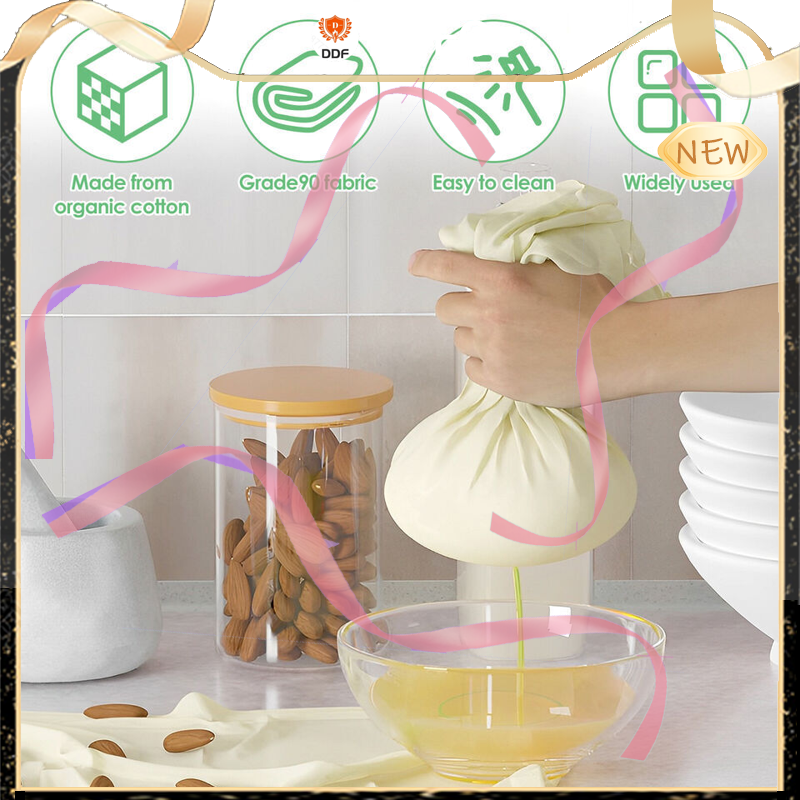 D
DDF
NEW
Made from
organic cotton
Grade90 fabric
Easy to clean
Widely used